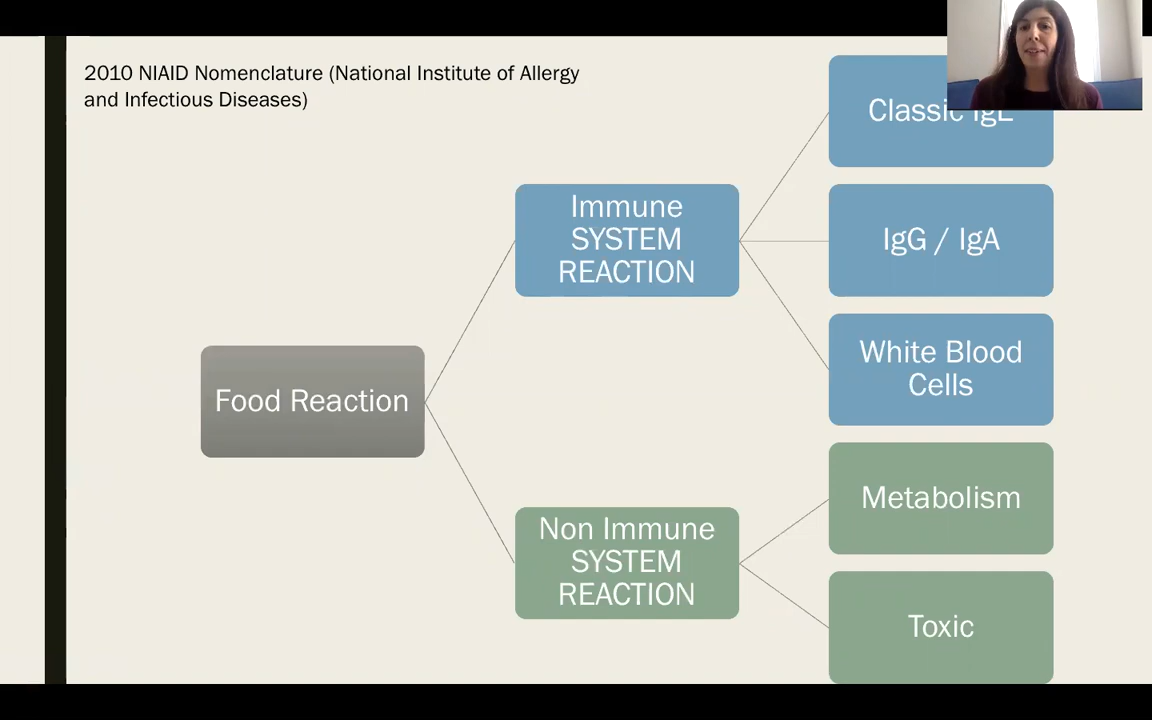 2010 NIAID Nomenclature (National Institute of Allergy
and Infectious Diseases)
Classic IgE
Immune
SYSTEM
REACTION
IgG / IgA
White Blood
Cells
Food Reaction
Metabolism
Non Immune
SYSTEM
REACTION
Toxic